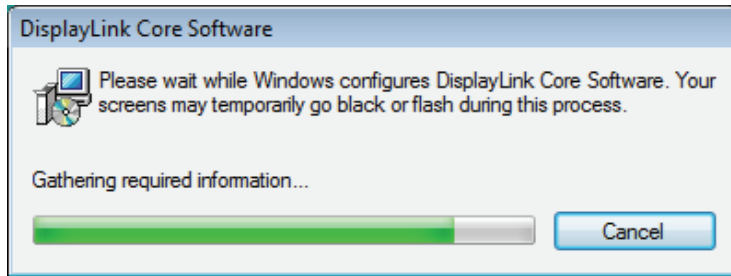 DisplayLink Core Software
Please wait while Windows configures DisplayLink Core Software. Your
screens may temporarily go black or flash during this process.
Gathering required information...
Cancel